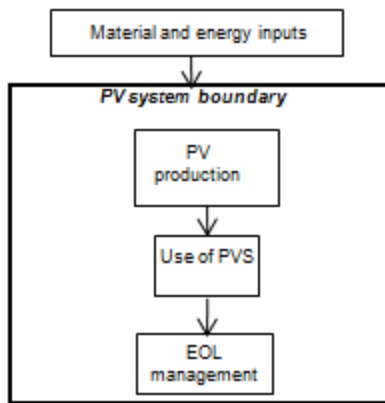 Material and energy inputs
PV system boundary
PV
production
Use of PVS
EOL
management